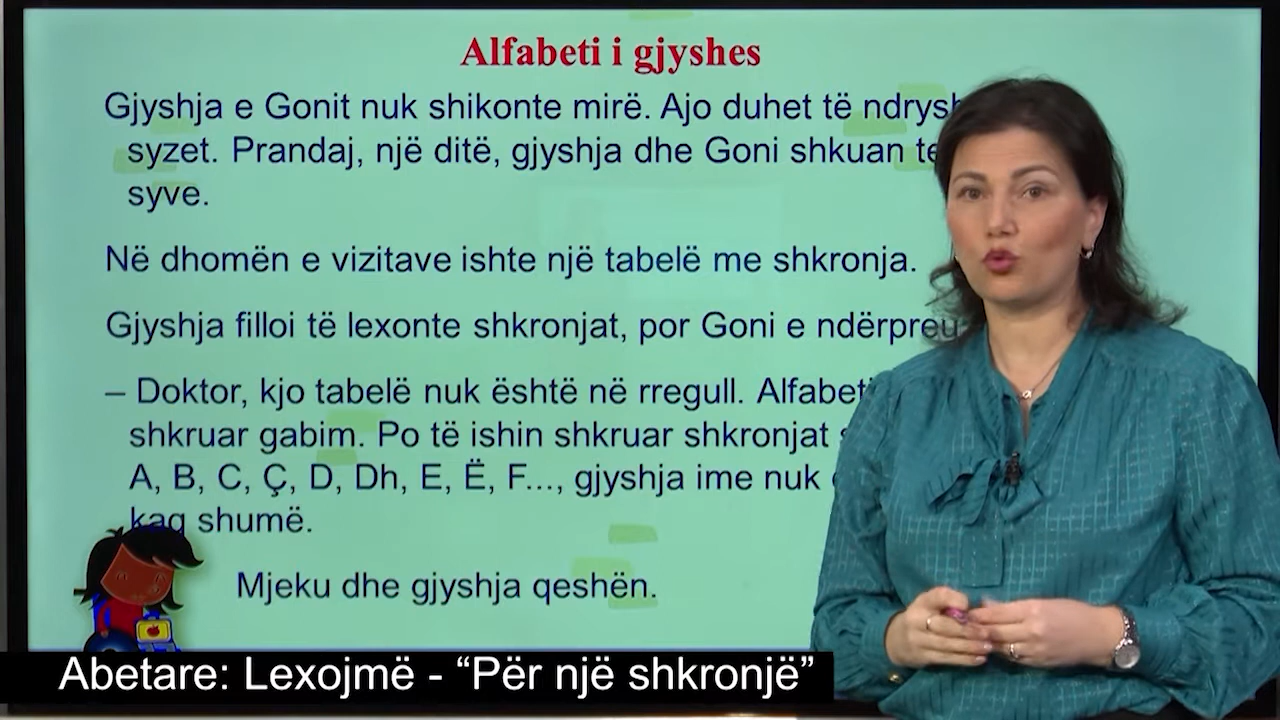 Alfabeti i gjyshes
Gjyshja e Gonit nuk shikonte mirë. Ajo duhet të
syzet. Prandaj, një ditë, gjyshja dhe Goni shkuan
syve.
Në dhomën e vizitave ishte një tabelë me shkronja.
Gjyshja filloi të lexonte shkronjat, por Goni e ndërpreu
– Doktor, kjo tabelë nuk është në rregull.
shkruar gabim. Po të ishin shkruar shkronjat
A, B, C, Ç, D, Dh, E, Ë, F..., gjyshja ime nuk
kaq shumë.
Mjeku dhe gjyshja qeshën.
Abetare: Lexojmë - “Për një shkronjë”